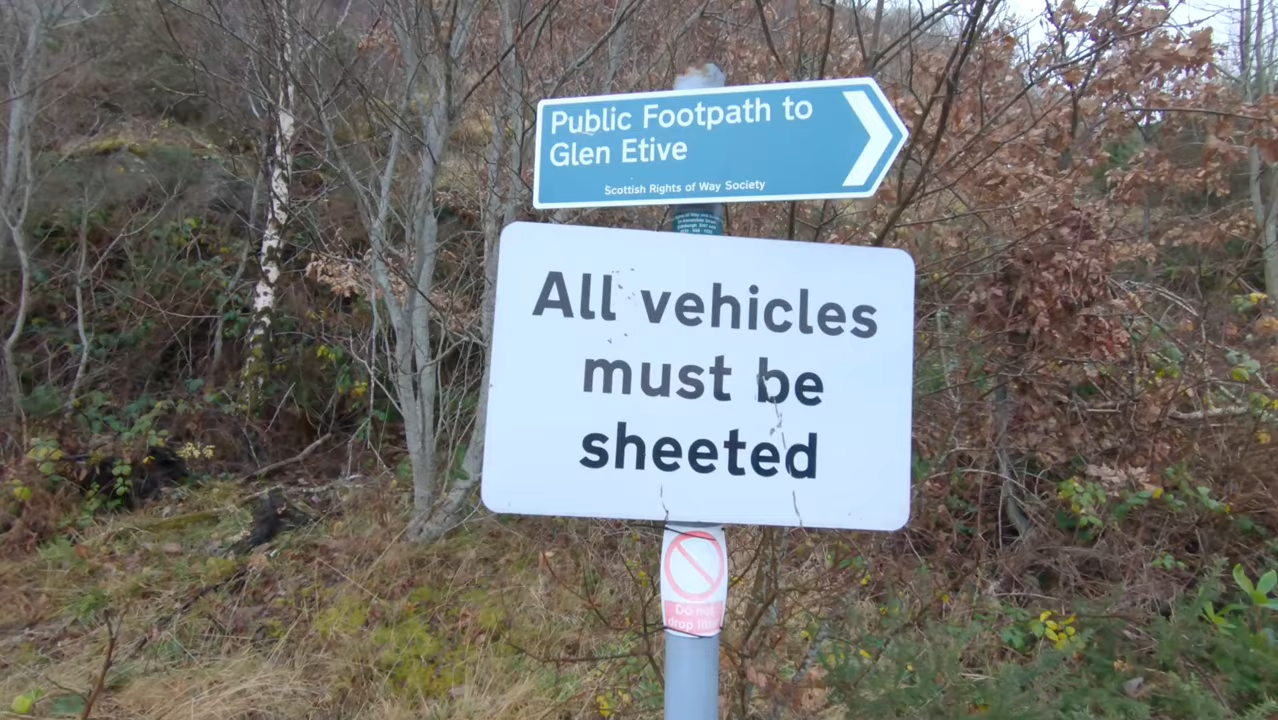 Public Footpath to
Glen Etive
Scottish Rights of Way Society
All vehicles
must be
sheeted
Do not
drop litter